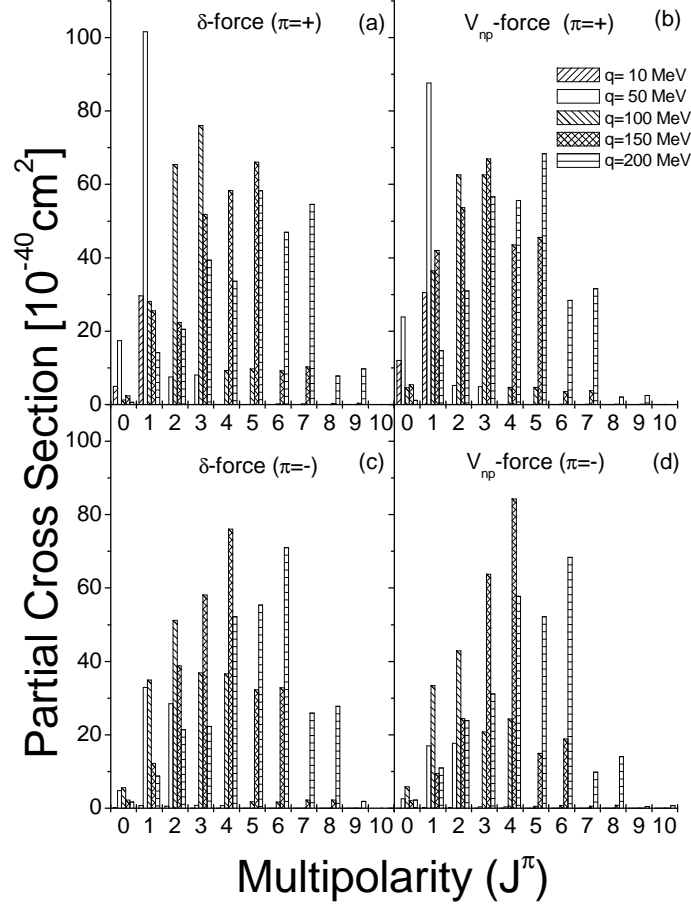 δ-force (π=+) (a)
V_np-force (π=+) (b)
q= 10 MeV
q= 50 MeV
q=100 MeV
q=150 MeV
q=200 MeV
100
80
60
40
20
0
0 1 2 3 4 5 6 7 8 9 10
0 1 2 3 4 5 6 7 8 9 10
δ-force (π=-) (c)
V_np-force (π=-) (d)
100
80
60
40
20
0
0 1 2 3 4 5 6 7 8 9 10
0 1 2 3 4 5 6 7 8 9 10
Partial Cross Section [10^-40 cm^2]
Multipolarity (J^π)